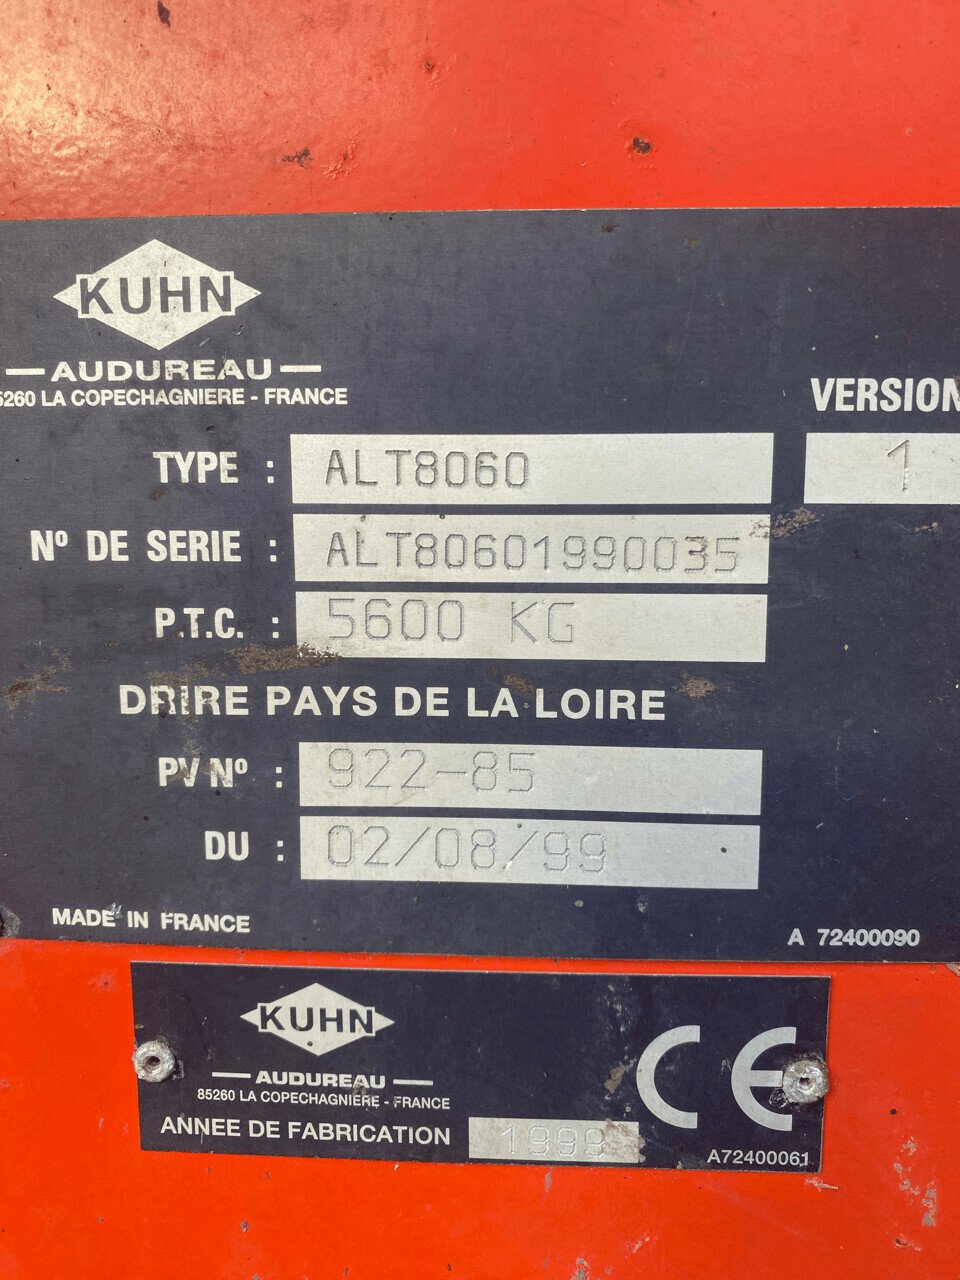 KUHN
AUDUREAU
5260 LA COPECHAGNIERE - FRANCE
VERSION
TYPE : ALT8060 1
Nº DE SERIE : ALT80601990035
P.T.C. : 5600 KG
DRIRE PAYS DE LA LOIRE
PV Nº : 922-85
DU : 02/08/99
MADE IN FRANCE A 72400090
KUHN
AUDUREAU
85260 LA COPECHAGNIERE - FRANCE
CE
ANNEE DE FABRICATION 1999
A72400061